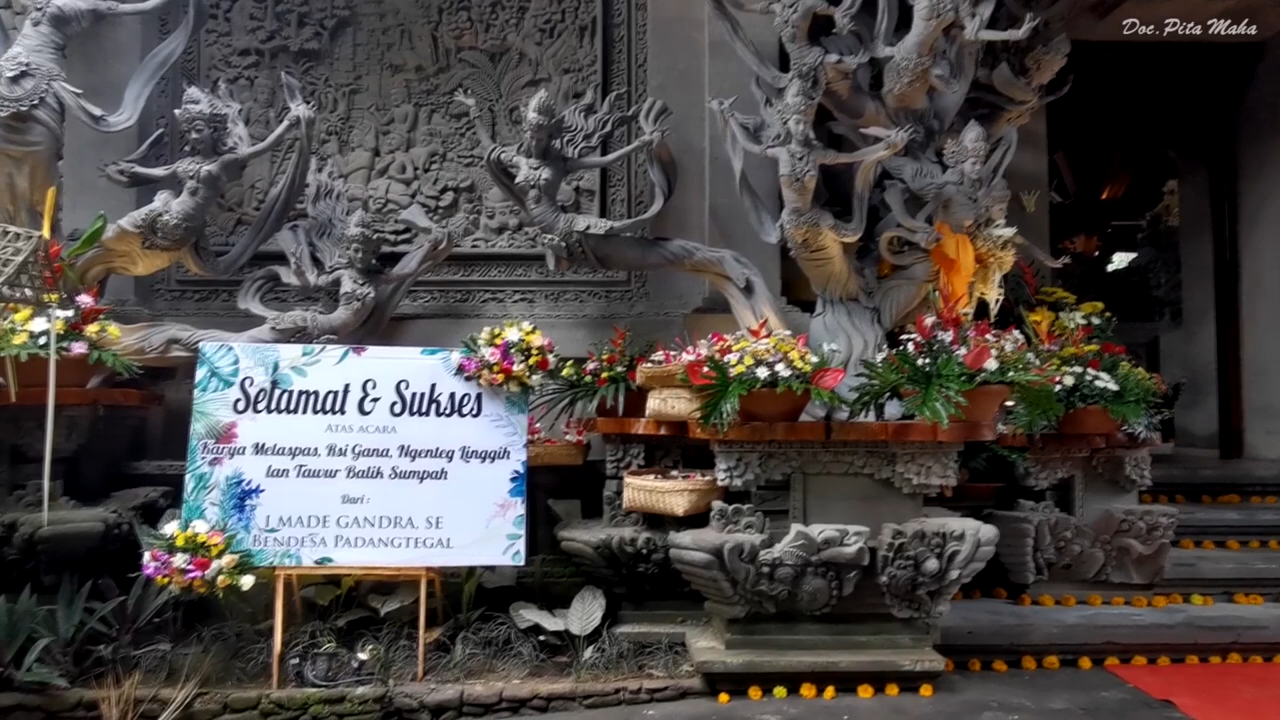 Doc. Pita Maha
Selamat & Sukses
ATAS ACARA
Karya Melaspas, Rsi Gana, Ngenteg Linggih
lan Tawur Balik Sumpah
Dari :
I MADE GANDRA, SE
BENDESA PADANGTEGAL